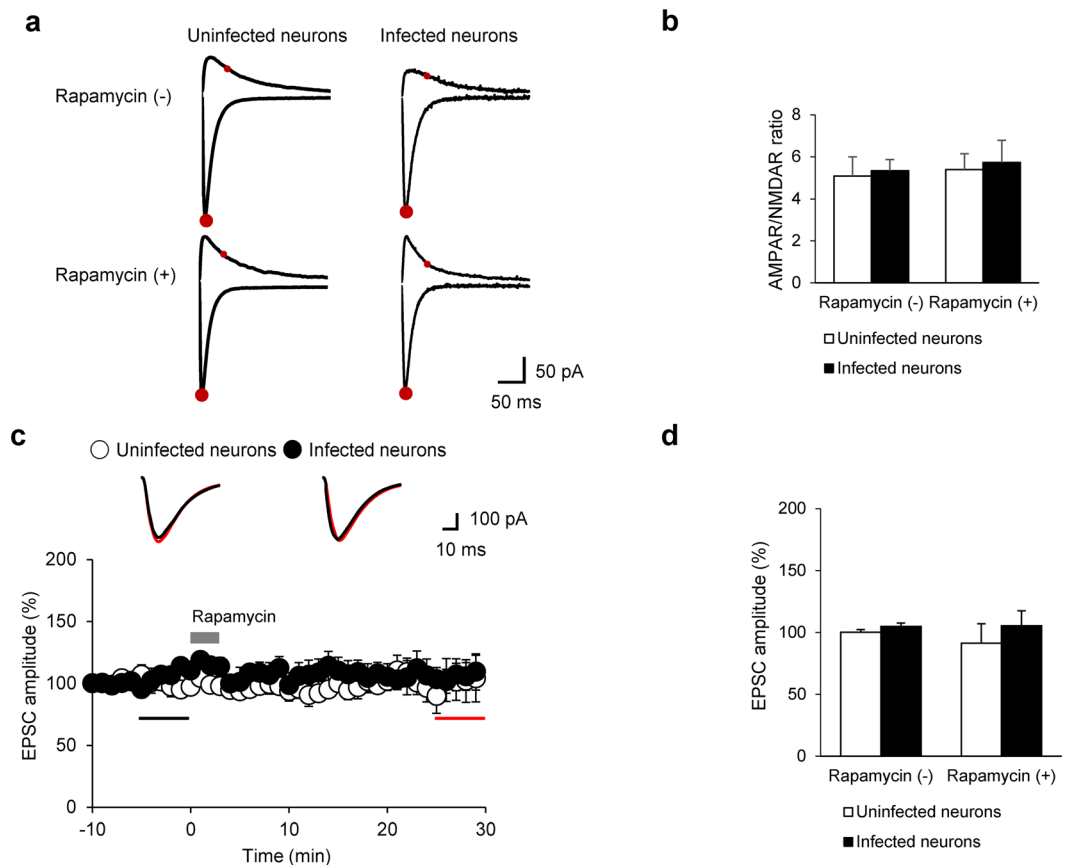 a
Uninfected neurons
Infected neurons
Rapamycin (-)
Rapamycin (+)
50 pA
50 ms
b
AMPAR/NMDAR ratio
8
6
4
2
0
Rapamycin (-)
Rapamycin (+)
Uninfected neurons
Infected neurons
c
Uninfected neurons
Infected neurons
100 pA
10 ms
EPSC amplitude (%)
200
150
100
50
0
Rapamycin
-10
0
10
20
30
Time (min)
d
EPSC amplitude (%)
200
150
100
50
0
Rapamycin (-)
Rapamycin (+)
Uninfected neurons
Infected neurons